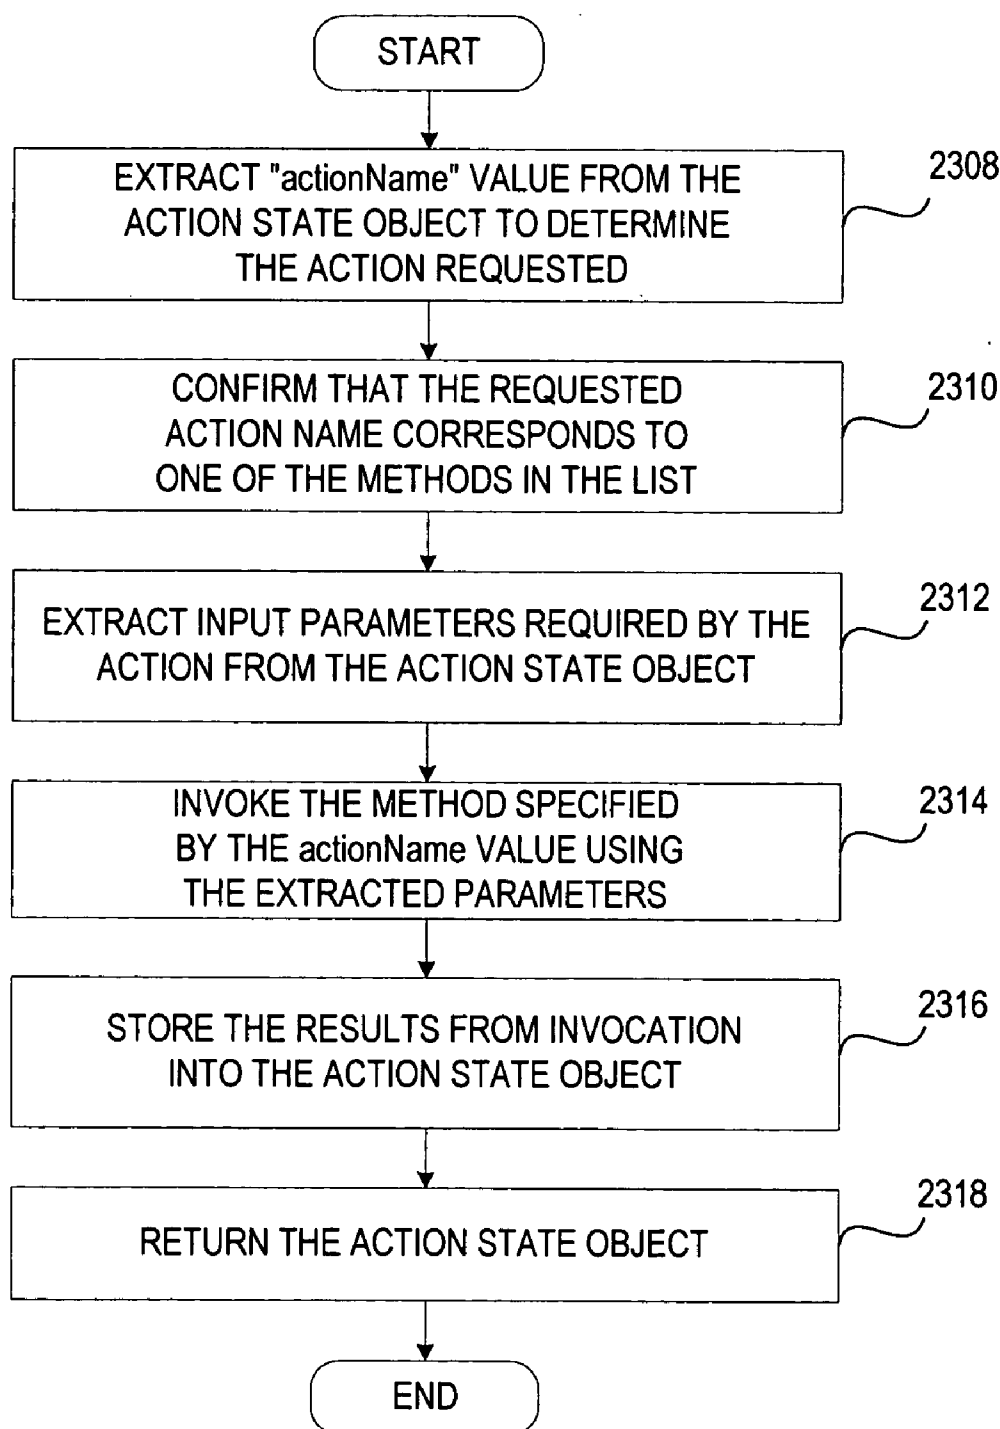 START
EXTRACT "actionName" VALUE FROM THE
ACTION STATE OBJECT TO DETERMINE
THE ACTION REQUESTED
2308
CONFIRM THAT THE REQUESTED
ACTION NAME CORRESPONDS TO
ONE OF THE METHODS IN THE LIST
2310
EXTRACT INPUT PARAMETERS REQUIRED BY THE
ACTION FROM THE ACTION STATE OBJECT
2312
INVOKE THE METHOD SPECIFIED
BY THE actionName VALUE USING
THE EXTRACTED PARAMETERS
2314
STORE THE RESULTS FROM INVOCATION
INTO THE ACTION STATE OBJECT
2316
RETURN THE ACTION STATE OBJECT
2318
END